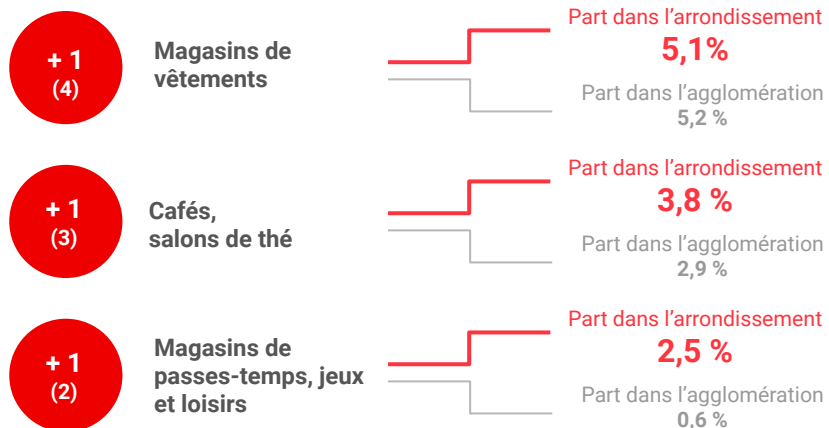 + 1
(4)
Magasins de
vêtements
Part dans l'arrondissement
5,1%
Part dans l'agglomération
5,2 %
+ 1
(3)
Cafés,
salons de thé
Part dans l'arrondissement
3,8 %
Part dans l'agglomération
2,9 %
+ 1
(2)
Magasins de
passes-temps, jeux
et loisirs
Part dans l'arrondissement
2,5 %
Part dans l'agglomération
0,6 %